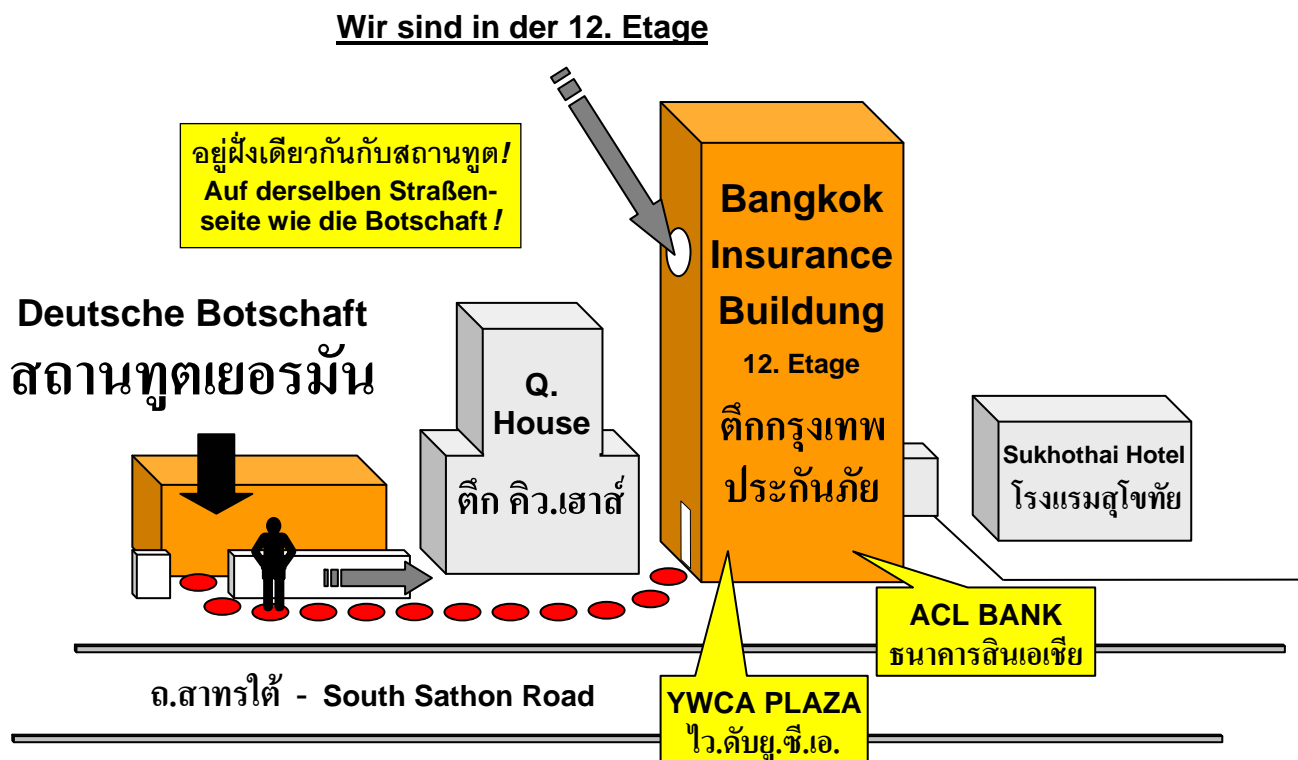 Wir sind in der 12. Etage
อยู่ฝั่งเดียวกันกับสถานทูต!
Auf derselben Straßen-
seite wie die Botschaft!
Deutsche Botschaft
สถานทูตเยอรมัน
Q.
House
ตึก คิว.เฮาส์
Bangkok
Insurance
Buildung
12. Etage
ตึกกรุงเทพ
ประกันภัย
Sukhothai Hotel
โรงแรมสุโขทัย
ACL BANK
ธนาคารสินเอเชีย
ถ.สาทรใต้ - South Sathon Road
YWCA PLAZA
ไว.ดับยู.ซี.เอ.